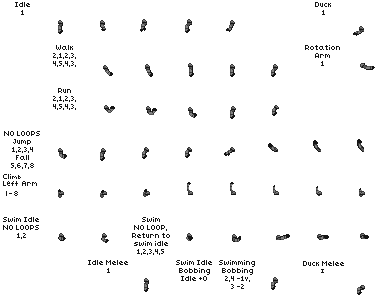 Idle
1
Duck
1
Walk
2,1,2,3,
4,5,4,3,
Rotation
Arm
1
Run
2,1,2,3,
4,5,4,3,
NO LOOPS
Jump
1,2,3,4
Fall
5,6,7,8
Climb
Left Arm
1-8
Swim Idle
NO LOOPS
1,2
Swim
NO LOOP,
Return to
swim idle
1,2,3,4,5
Idle Melee
1
Swim Idle
Bobbing
Idle +0
Swimming
Bobbing
2,4 -1v,
3 -2
Duck Melee
1